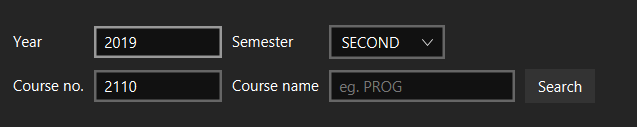 Year 2019 Semester SECOND
Course no. 2110 Course name eg. PROG Search